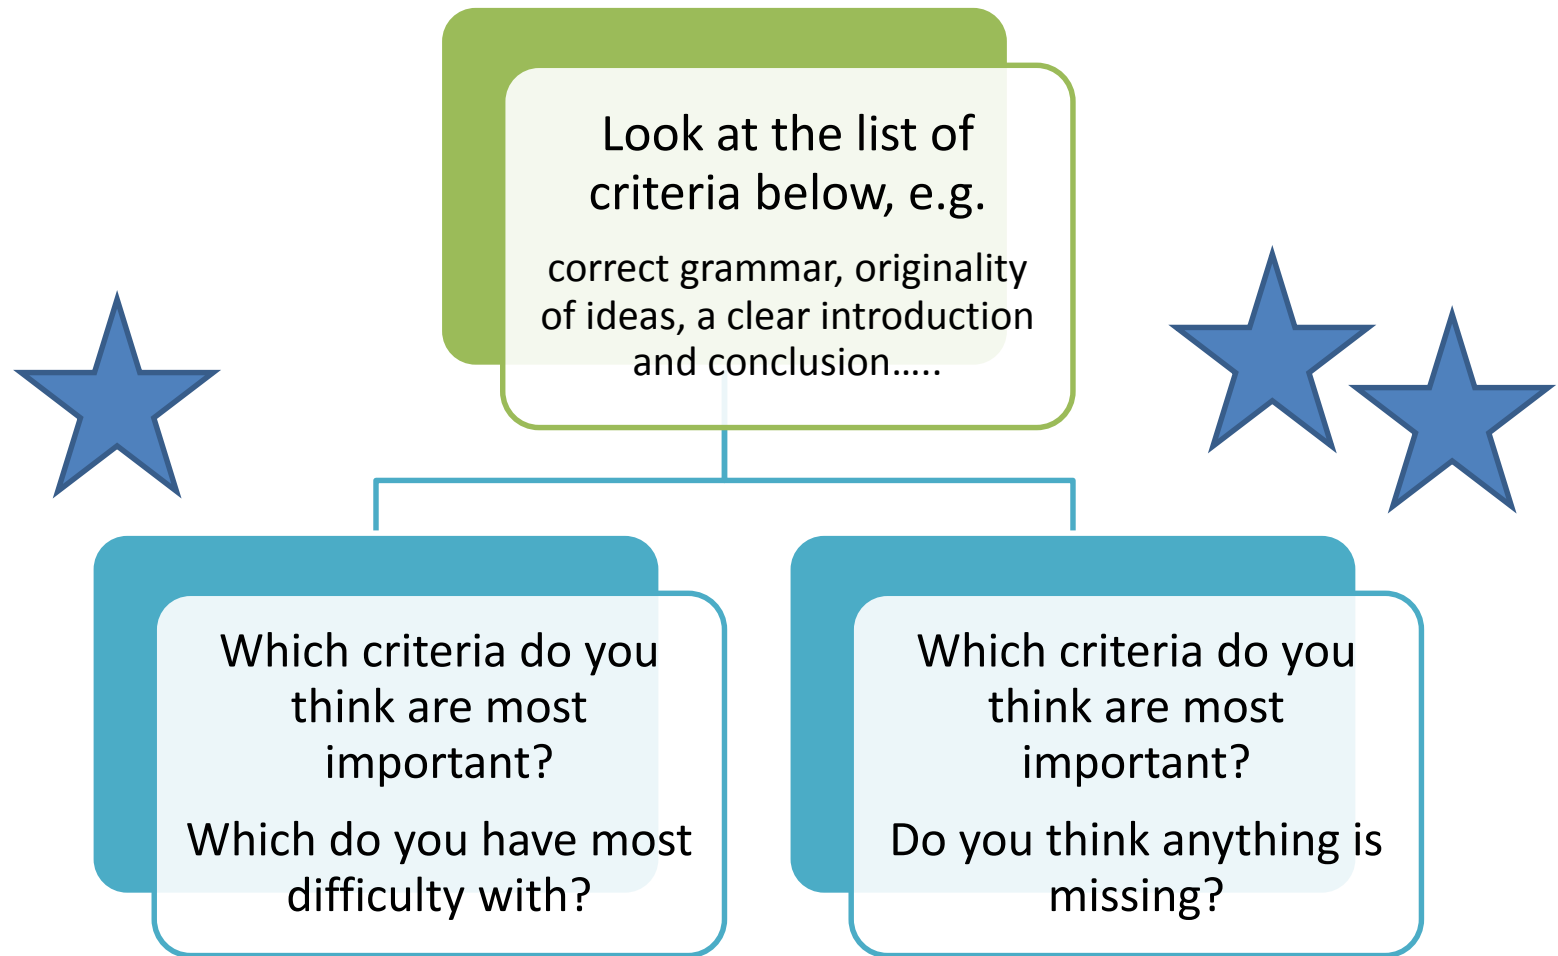 Look at the list of
criteria below, e.g.
correct grammar, originality
of ideas, a clear introduction
and conclusion…..
Which criteria do you
think are most
important?
Which do you have most
difficulty with?
Which criteria do you
think are most
important?
Do you think anything is
missing?